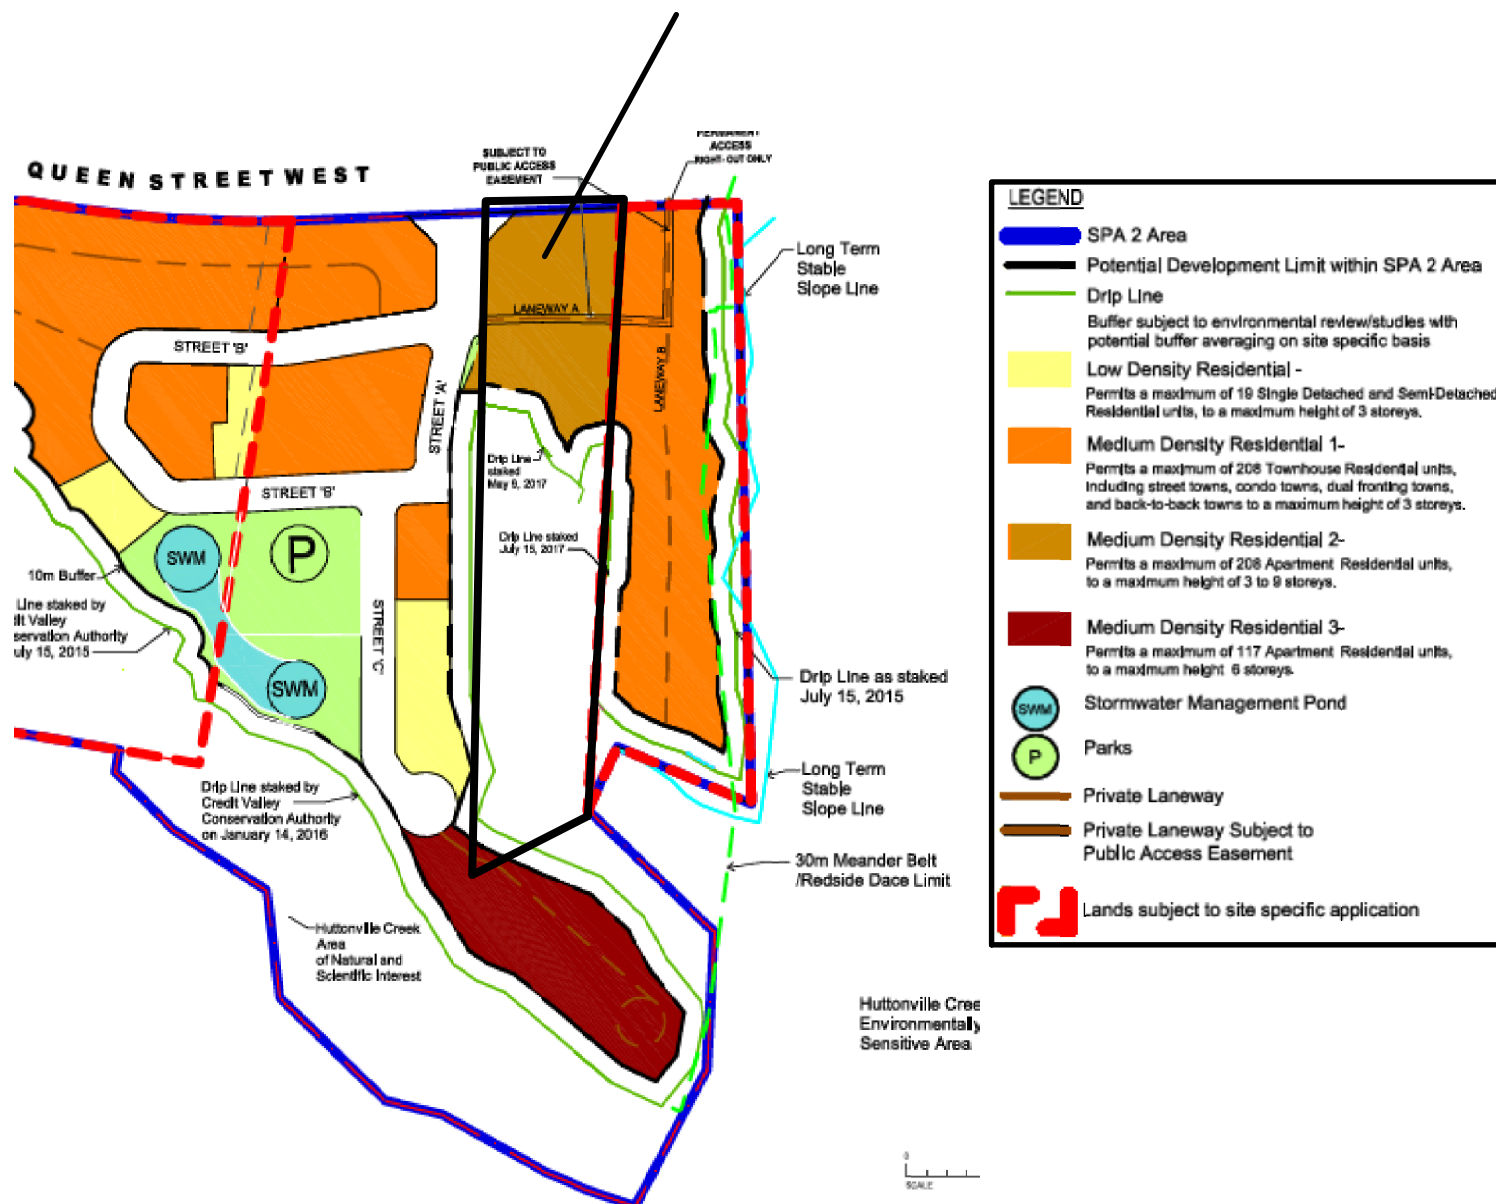 QUEEN STREET WEST
SUBJECT TO
PUBLIC ACCESS
EASEMENT
PERMANENT
ACCESS
RIGHT-OUT ONLY
Long Term
Stable
Slope Line
LANEWAY A
LANEWAY B
STREET 'B'
STREET 'A'
STREET 'B'
STREET 'C'
Drip Line
staked
May 9, 2017
Drip Line staked
July 15, 2017
SWM
P
SWM
10m Buffer
Line staked by
dit Valley
servation Authority
uly 15, 2015
Drip Line as staked
July 15, 2015
Long Term
Stable
Slope Line
Drip Line staked by
Credit Valley
Conservation Authority
on January 14, 2016
30m Meander Belt
/Redside Dace Limit
Huttonville Creek
Area
of Natural and
Scientific Interest
Huttonville Cree
Environmentally
Sensitive Area
0
SCALE
LEGEND
SPA 2 Area
Potential Development Limit within SPA 2 Area
Drip Line
Buffer subject to environmental review/studies with
potential buffer averaging on site specific basis
Low Density Residential -
Permits a maximum of 19 Single Detached and Semi-Detached
Residential units, to a maximum height of 3 storeys.
Medium Density Residential 1-
Permits a maximum of 208 Townhouse Residential units,
including street towns, condo towns, dual fronting towns,
and back-to-back towns to a maximum height of 3 storeys.
Medium Density Residential 2-
Permits a maximum of 208 Apartment Residential units,
to a maximum height of 3 to 9 storeys.
Medium Density Residential 3-
Permits a maximum of 117 Apartment Residential units,
to a maximum height 6 storeys.
SWM
Stormwater Management Pond
P
Parks
Private Laneway
Private Laneway Subject to
Public Access Easement
Lands subject to site specific application